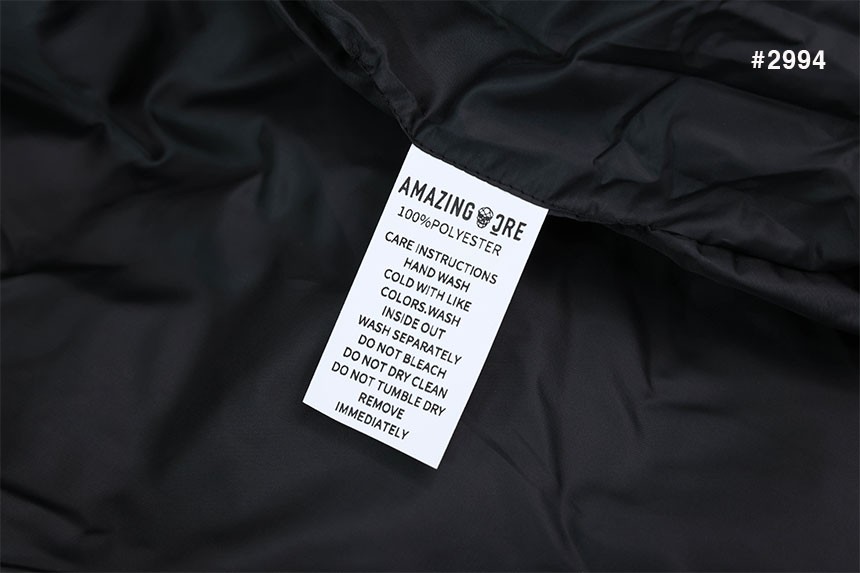 #2994
AMAZING ORE
100%POLYESTER
CARE INSTRUCTIONS
HAND WASH
COLD WITH LIKE
COLORS.WASH
INSIDE OUT
WASH SEPARATELY
DO NOT BLEACH
DO NOT DRY CLEAN
DO NOT TUMBLE DRY
REMOVE
IMMEDIATELY